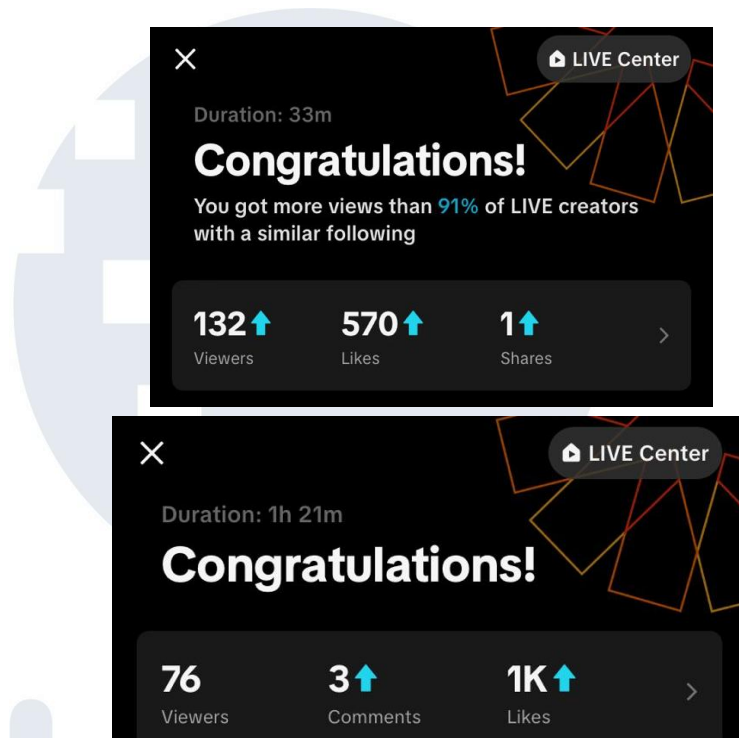 LIVE Center
Duration: 33m
Congratulations!
You got more views than 91% of LIVE creators
with a similar following
132 570 1
Viewers Likes Shares
LIVE Center
Duration: 1h 21m
Congratulations!
76 3 1K
Viewers Comments Likes